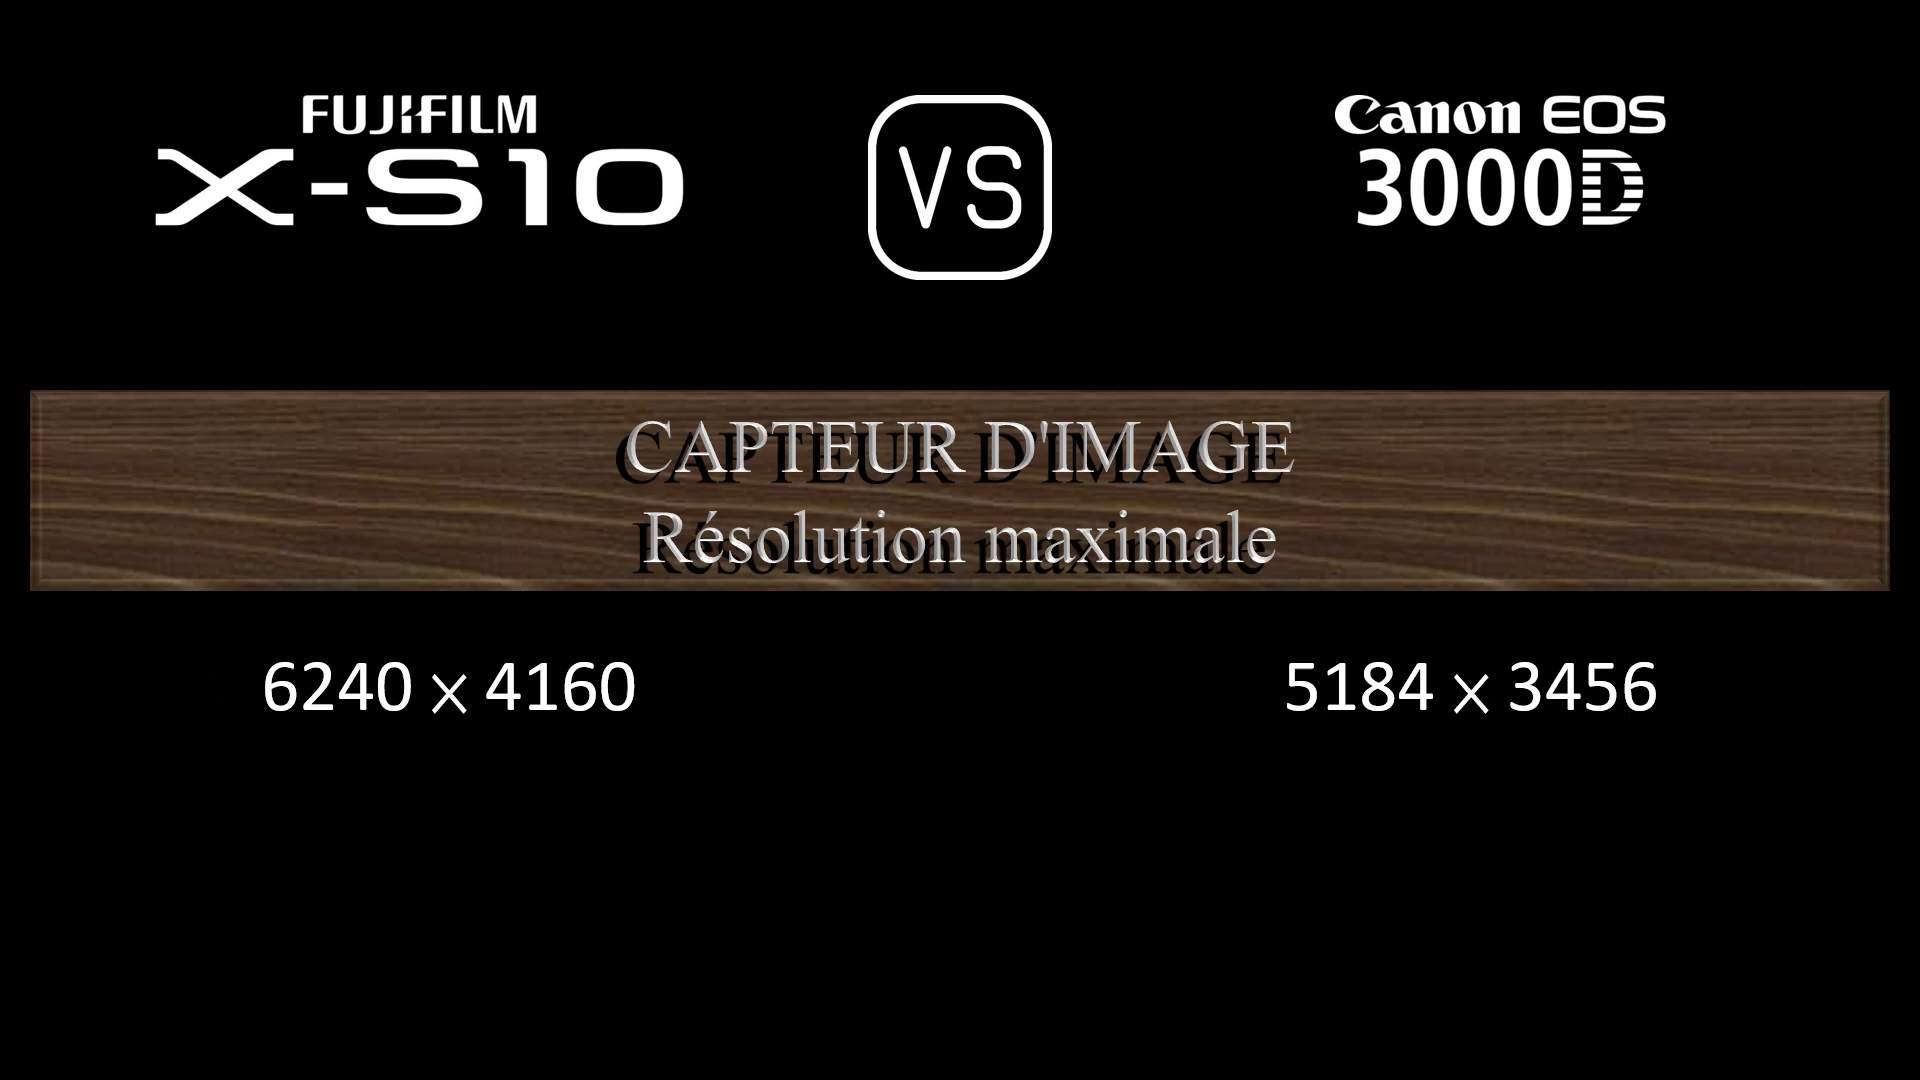 FUJIFILM
X-S10
VS
Canon EOS
3000D
CAPTEUR D'IMAGE
Résolution maximale
6240 x 4160
5184 x 3456